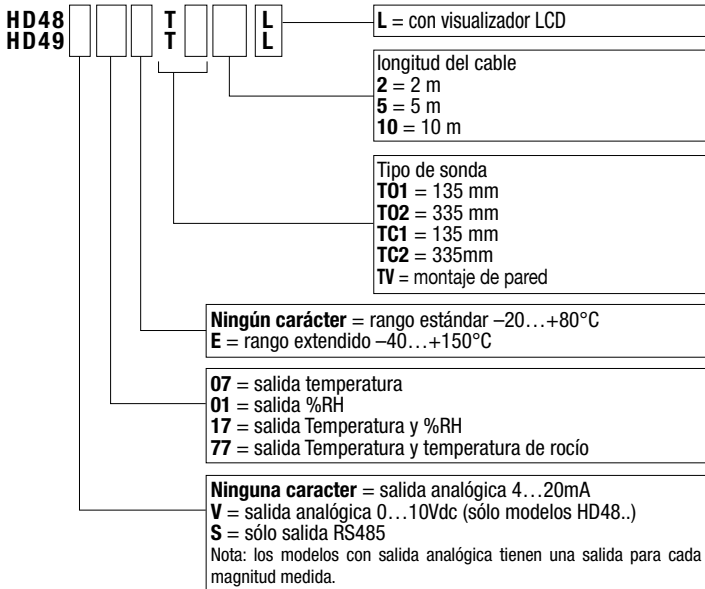 HD48 T L
HD49 T L
L = con visualizador LCD
longitud del cable
2 = 2 m
5 = 5 m
10 = 10 m
Tipo de sonda
TO1 = 135 mm
TO2 = 335 mm
TC1 = 135 mm
TC2 = 335mm
TV = montaje de pared
Ningún carácter = rango estándar –20…+80°C
E = rango extendido –40…+150°C
07 = salida temperatura
01 = salida %RH
17 = salida Temperatura y %RH
77 = salida Temperatura y temperatura de rocío
Ninguna caracter = salida analógica 4…20mA
V = salida analógica 0…10Vdc (sólo modelos HD48..)
S = sólo salida RS485
Nota: los modelos con salida analógica tienen una salida para cada
magnitud medida.